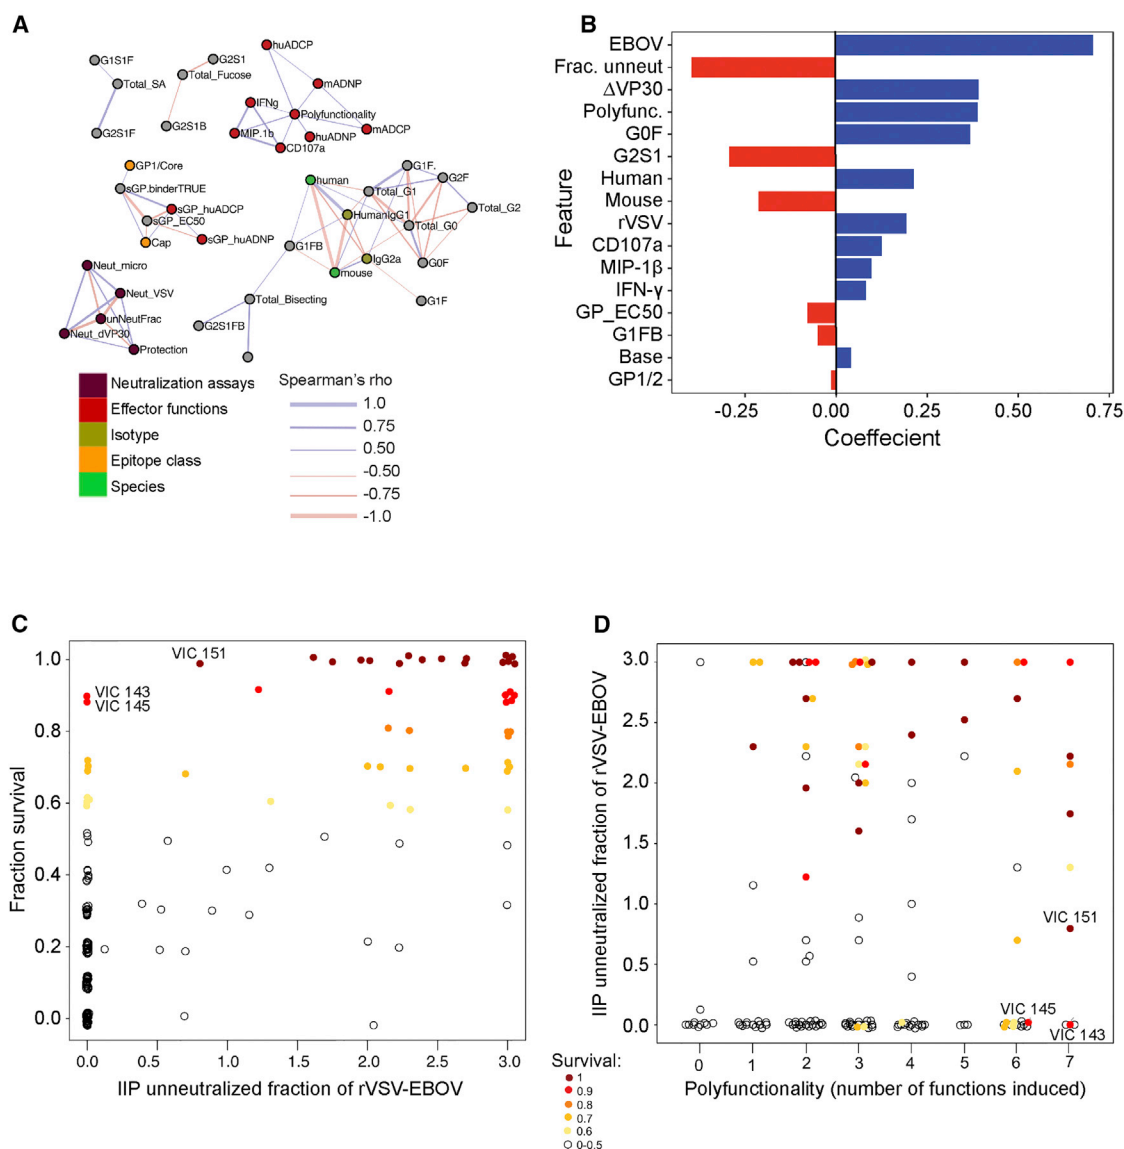 A
huADCP
G1S1F
G2S1
Total_SA
Total_Fucose
mADNP
IFNg
Polyfunctionality
G2S1F
G2S1B
MIP.1b
huADNP
mADCP
CD107a
GP1/Core
sGP.binderTRUE
sGP_huADCP
sGP_EC50
sGP_huADNP
Cap
human
G1F.
G2F
Total_G1
Total_G2
HumanIgG1
Total_G0
G1FB
IgG2a
G0F
mouse
G1F
Neut_micro
Neut_VSV
unNeutFrac
Neut_dVP30
Protection
Total_Bisecting
G2S1FB
Neutralization assays
Effector functions
Isotype
Epitope class
Species
Spearman's rho
1.0
0.75
0.50
-0.50
-0.75
-1.0
B
Feature
EBOV
Frac. unneut
ΔVP30
Polyfunc.
G0F
G2S1
Human
Mouse
rVSV
CD107a
MIP-1β
IFN-γ
GP_EC50
G1FB
Base
GP1/2
-0.25 0.00 0.25 0.50 0.75
Coeffecient
C
Fraction survival
1.0
0.8
0.6
0.4
0.2
0.0
VIC 151
VIC 143
VIC 145
0.0 0.5 1.0 1.5 2.0 2.5 3.0
IIP unneutralized fraction of rVSV-EBOV
D
IIP unneutralized fraction of rVSV-EBOV
3.0
2.5
2.0
1.5
1.0
0.5
0.0
VIC 151
VIC 145
VIC 143
0 1 2 3 4 5 6 7
Polyfunctionality (number of functions induced)
Survival:
1
0.9
0.8
0.7
0.6
0-0.5